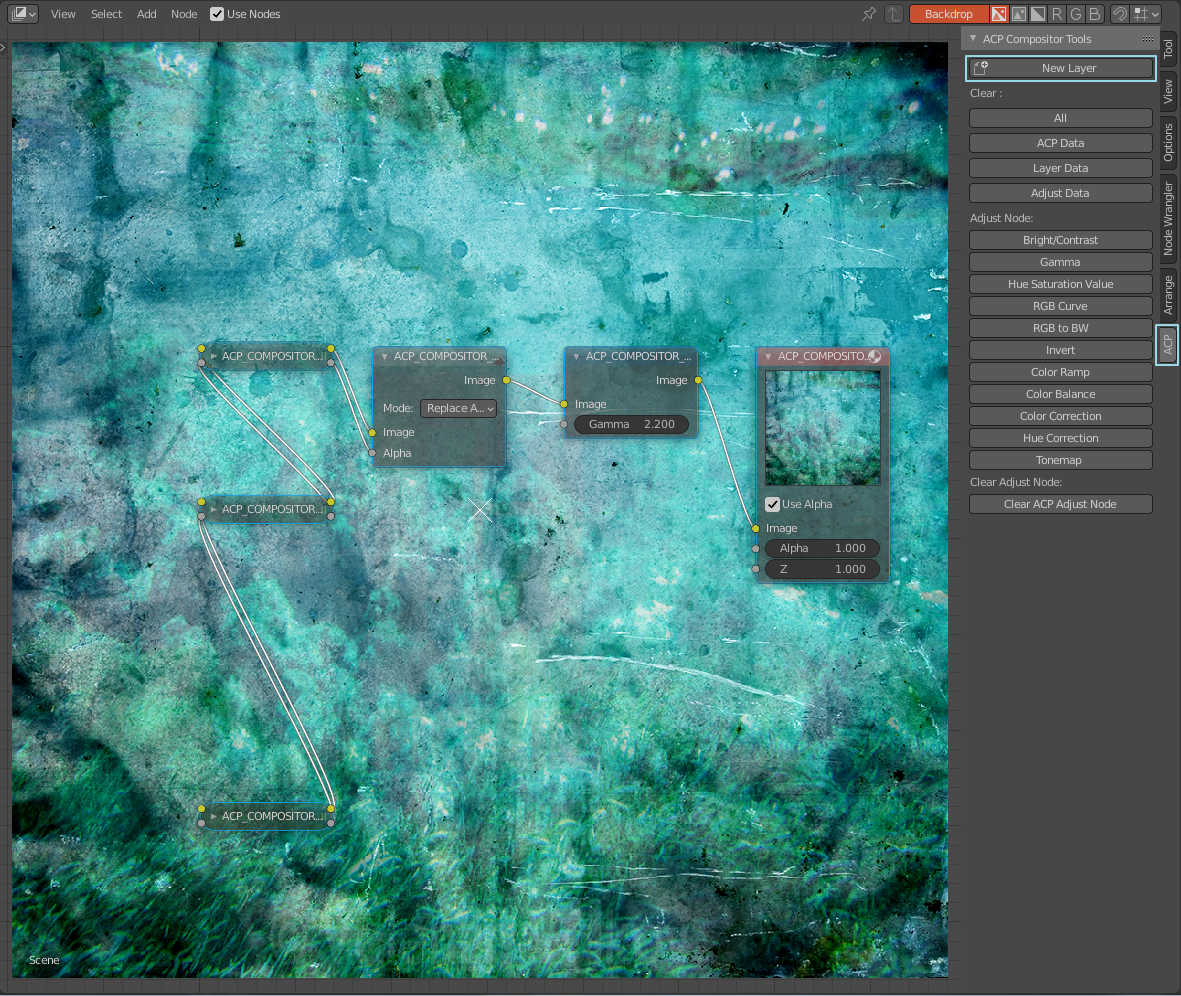 View Select Add Node Use Nodes Backdrop R G B
ACP Compositor Tools
New Layer
Clear :
All
ACP Data
Layer Data
Adjust Data
Adjust Node:
Bright/Contrast
Gamma
Hue Saturation Value
RGB Curve
RGB to BW
Invert
Color Ramp
Color Balance
Color Correction
Hue Correction
Tonemap
Clear Adjust Node:
Clear ACP Adjust Node
Tool
View
Options
Node Wrangler
Arrange
ACP
ACP_COMPOSITOR...
ACP_COMPOSITOR_...
Image
Mode: Replace A...
Image
Alpha
ACP_COMPOSITOR_...
Image
Image
Gamma 2.200
ACP_COMPOSITO...
Use Alpha
Image
Alpha 1.000
Z 1.000
ACP_COMPOSITOR...
ACP_COMPOSITOR...
Scene